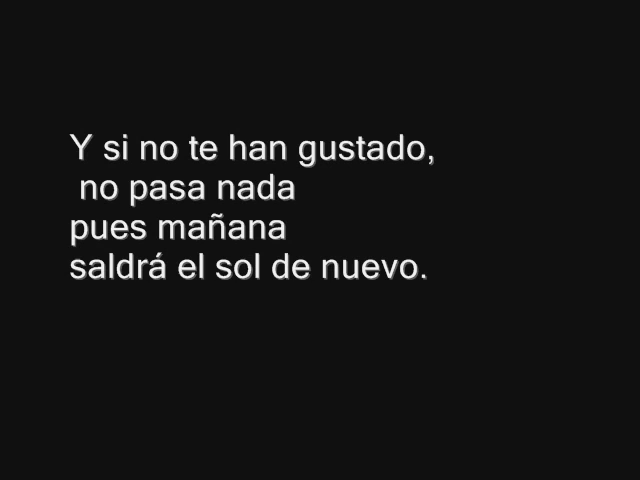 Y si no te han gustado,
no pasa nada
pues mañana
saldrá el sol de nuevo.